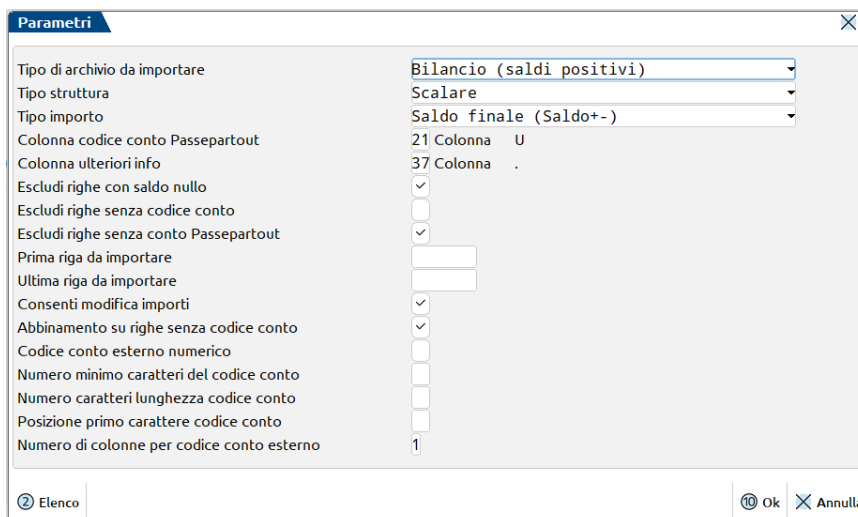 Parametri
Tipo di archivio da importare Bilancio (saldi positivi)
Tipo struttura Scalare
Tipo importo Saldo finale (Saldo+-)
Colonna codice conto Passepartout 21 Colonna U
Colonna ulteriori info 37 Colonna .
Escludi righe con saldo nullo
Escludi righe senza codice conto
Escludi righe senza conto Passepartout
Prima riga da importare
Ultima riga da importare
Consenti modifica importi
Abbinamento su righe senza codice conto
Codice conto esterno numerico
Numero minimo caratteri del codice conto
Numero caratteri lunghezza codice conto
Posizione primo carattere codice conto
Numero di colonne per codice conto esterno 1
2 Elenco 10 Ok Annulla